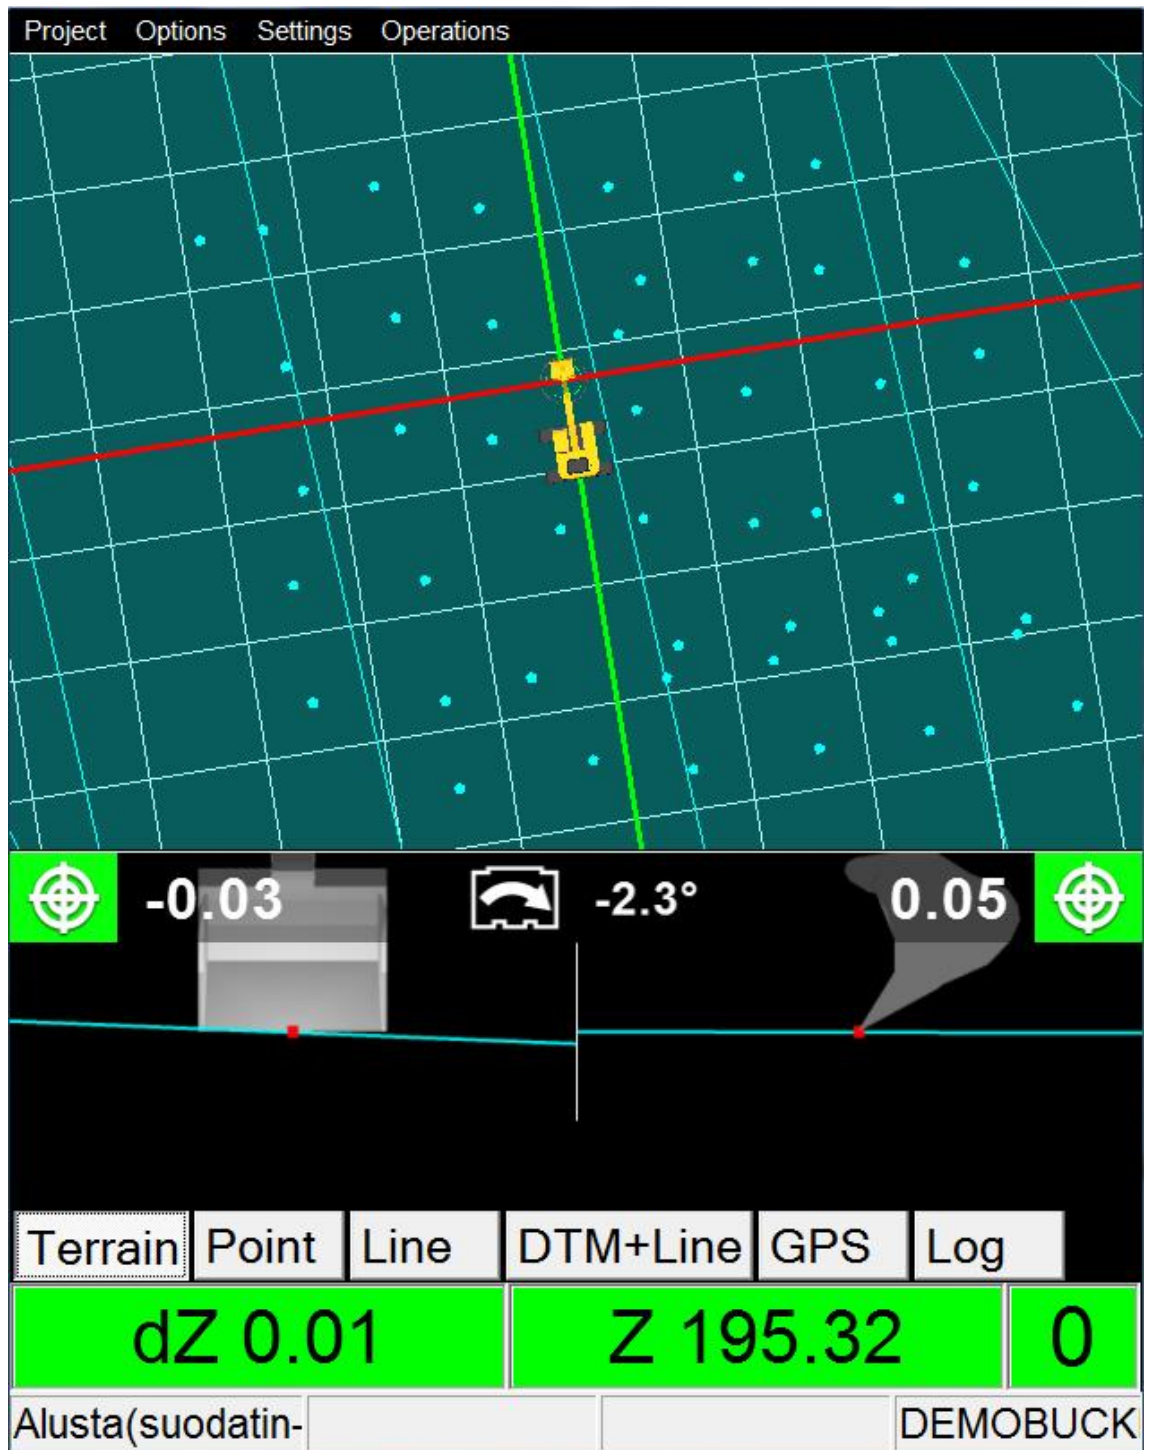 Project Options Settings Operations
-0.03 -2.3° 0.05
Terrain Point Line DTM+Line GPS Log
dZ 0.01 Z 195.32 0
Alusta(suodatin- DEMOBUCK